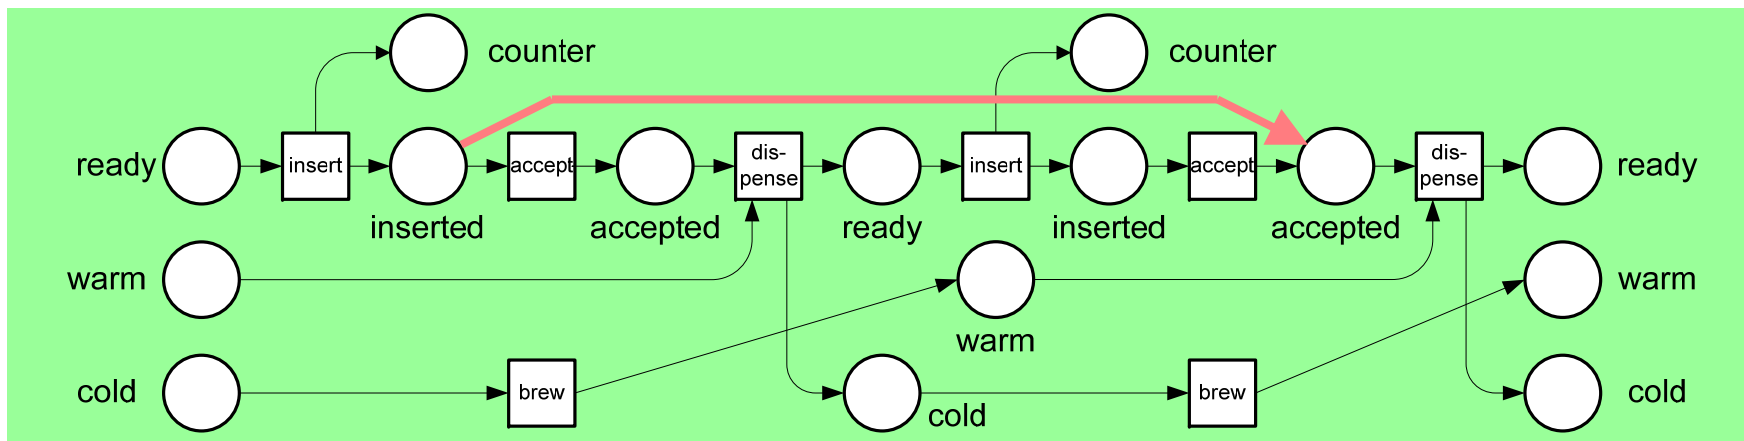 counter
counter
ready
insert
accept
dis-
pense
insert
accept
dis-
pense
ready
inserted
accepted
ready
inserted
accepted
warm
warm
warm
cold
brew
cold
brew
cold